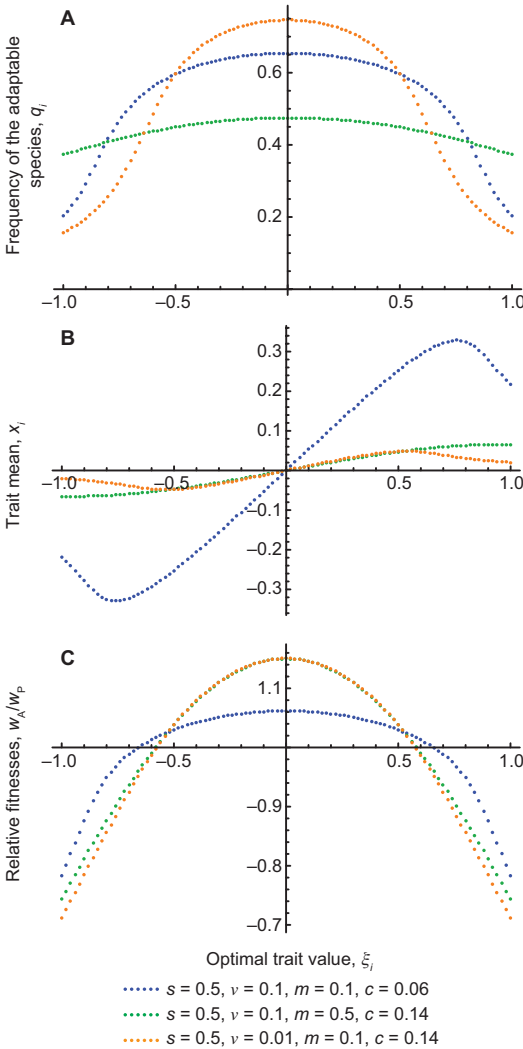 A
Frequency of the adaptable
species, qᵢ
0.6
0.4
0.2
–1.0 –0.5 0.5 1.0
B
Trait mean, xᵢ
0.3
0.2
0.1
–1.0 –0.5 0.5 1.0
–0.1
–0.2
–0.3
C
Relative fitnesses, wA/wP
1.1
–1.0 –0.5 0.5 1.0
–0.9
–0.8
–0.7
Optimal trait value, ξᵢ
s = 0.5, v = 0.1, m = 0.1, c = 0.06
s = 0.5, v = 0.1, m = 0.5, c = 0.14
s = 0.5, v = 0.01, m = 0.1, c = 0.14